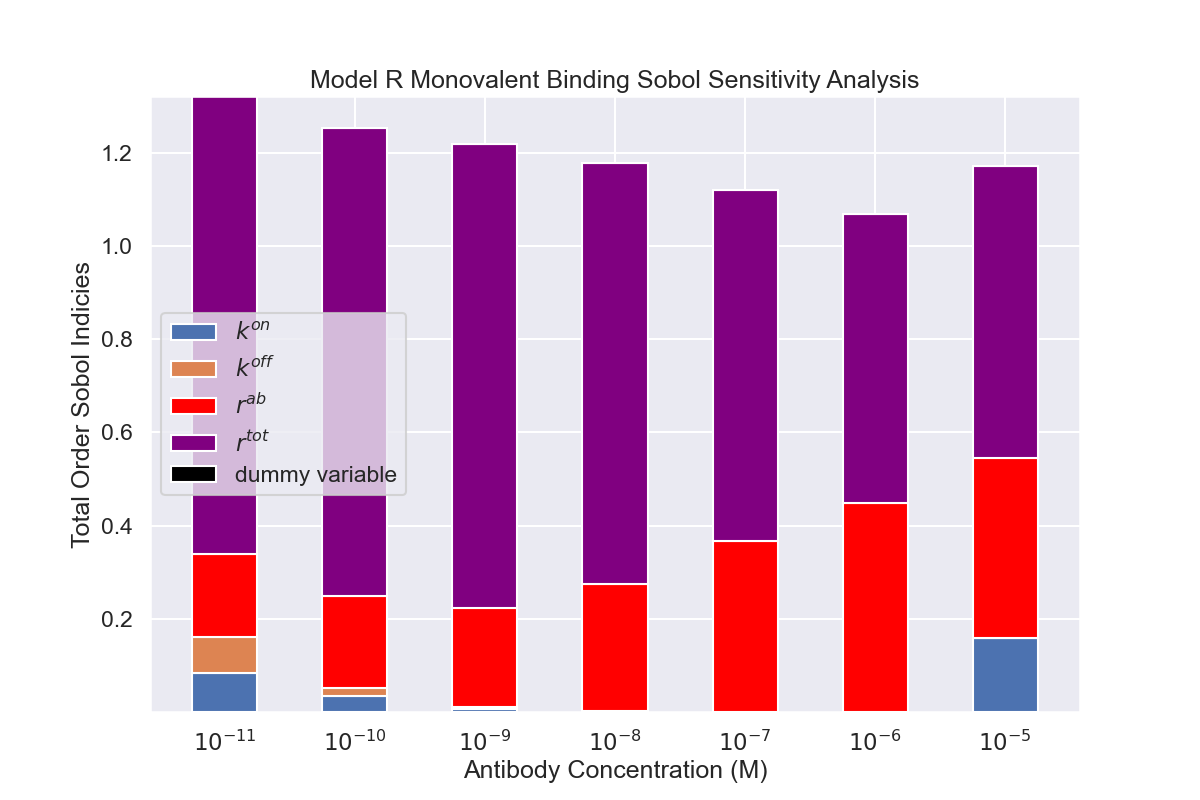 Model R Monovalent Binding Sobol Sensitivity Analysis
Total Order Sobol Indicies
1.2
1.0
0.8
0.6
0.4
0.2
k^on
k^off
r^ab
r^tot
dummy variable
10^−11 10^−10 10^−9 10^−8 10^−7 10^−6 10^−5
Antibody Concentration (M)